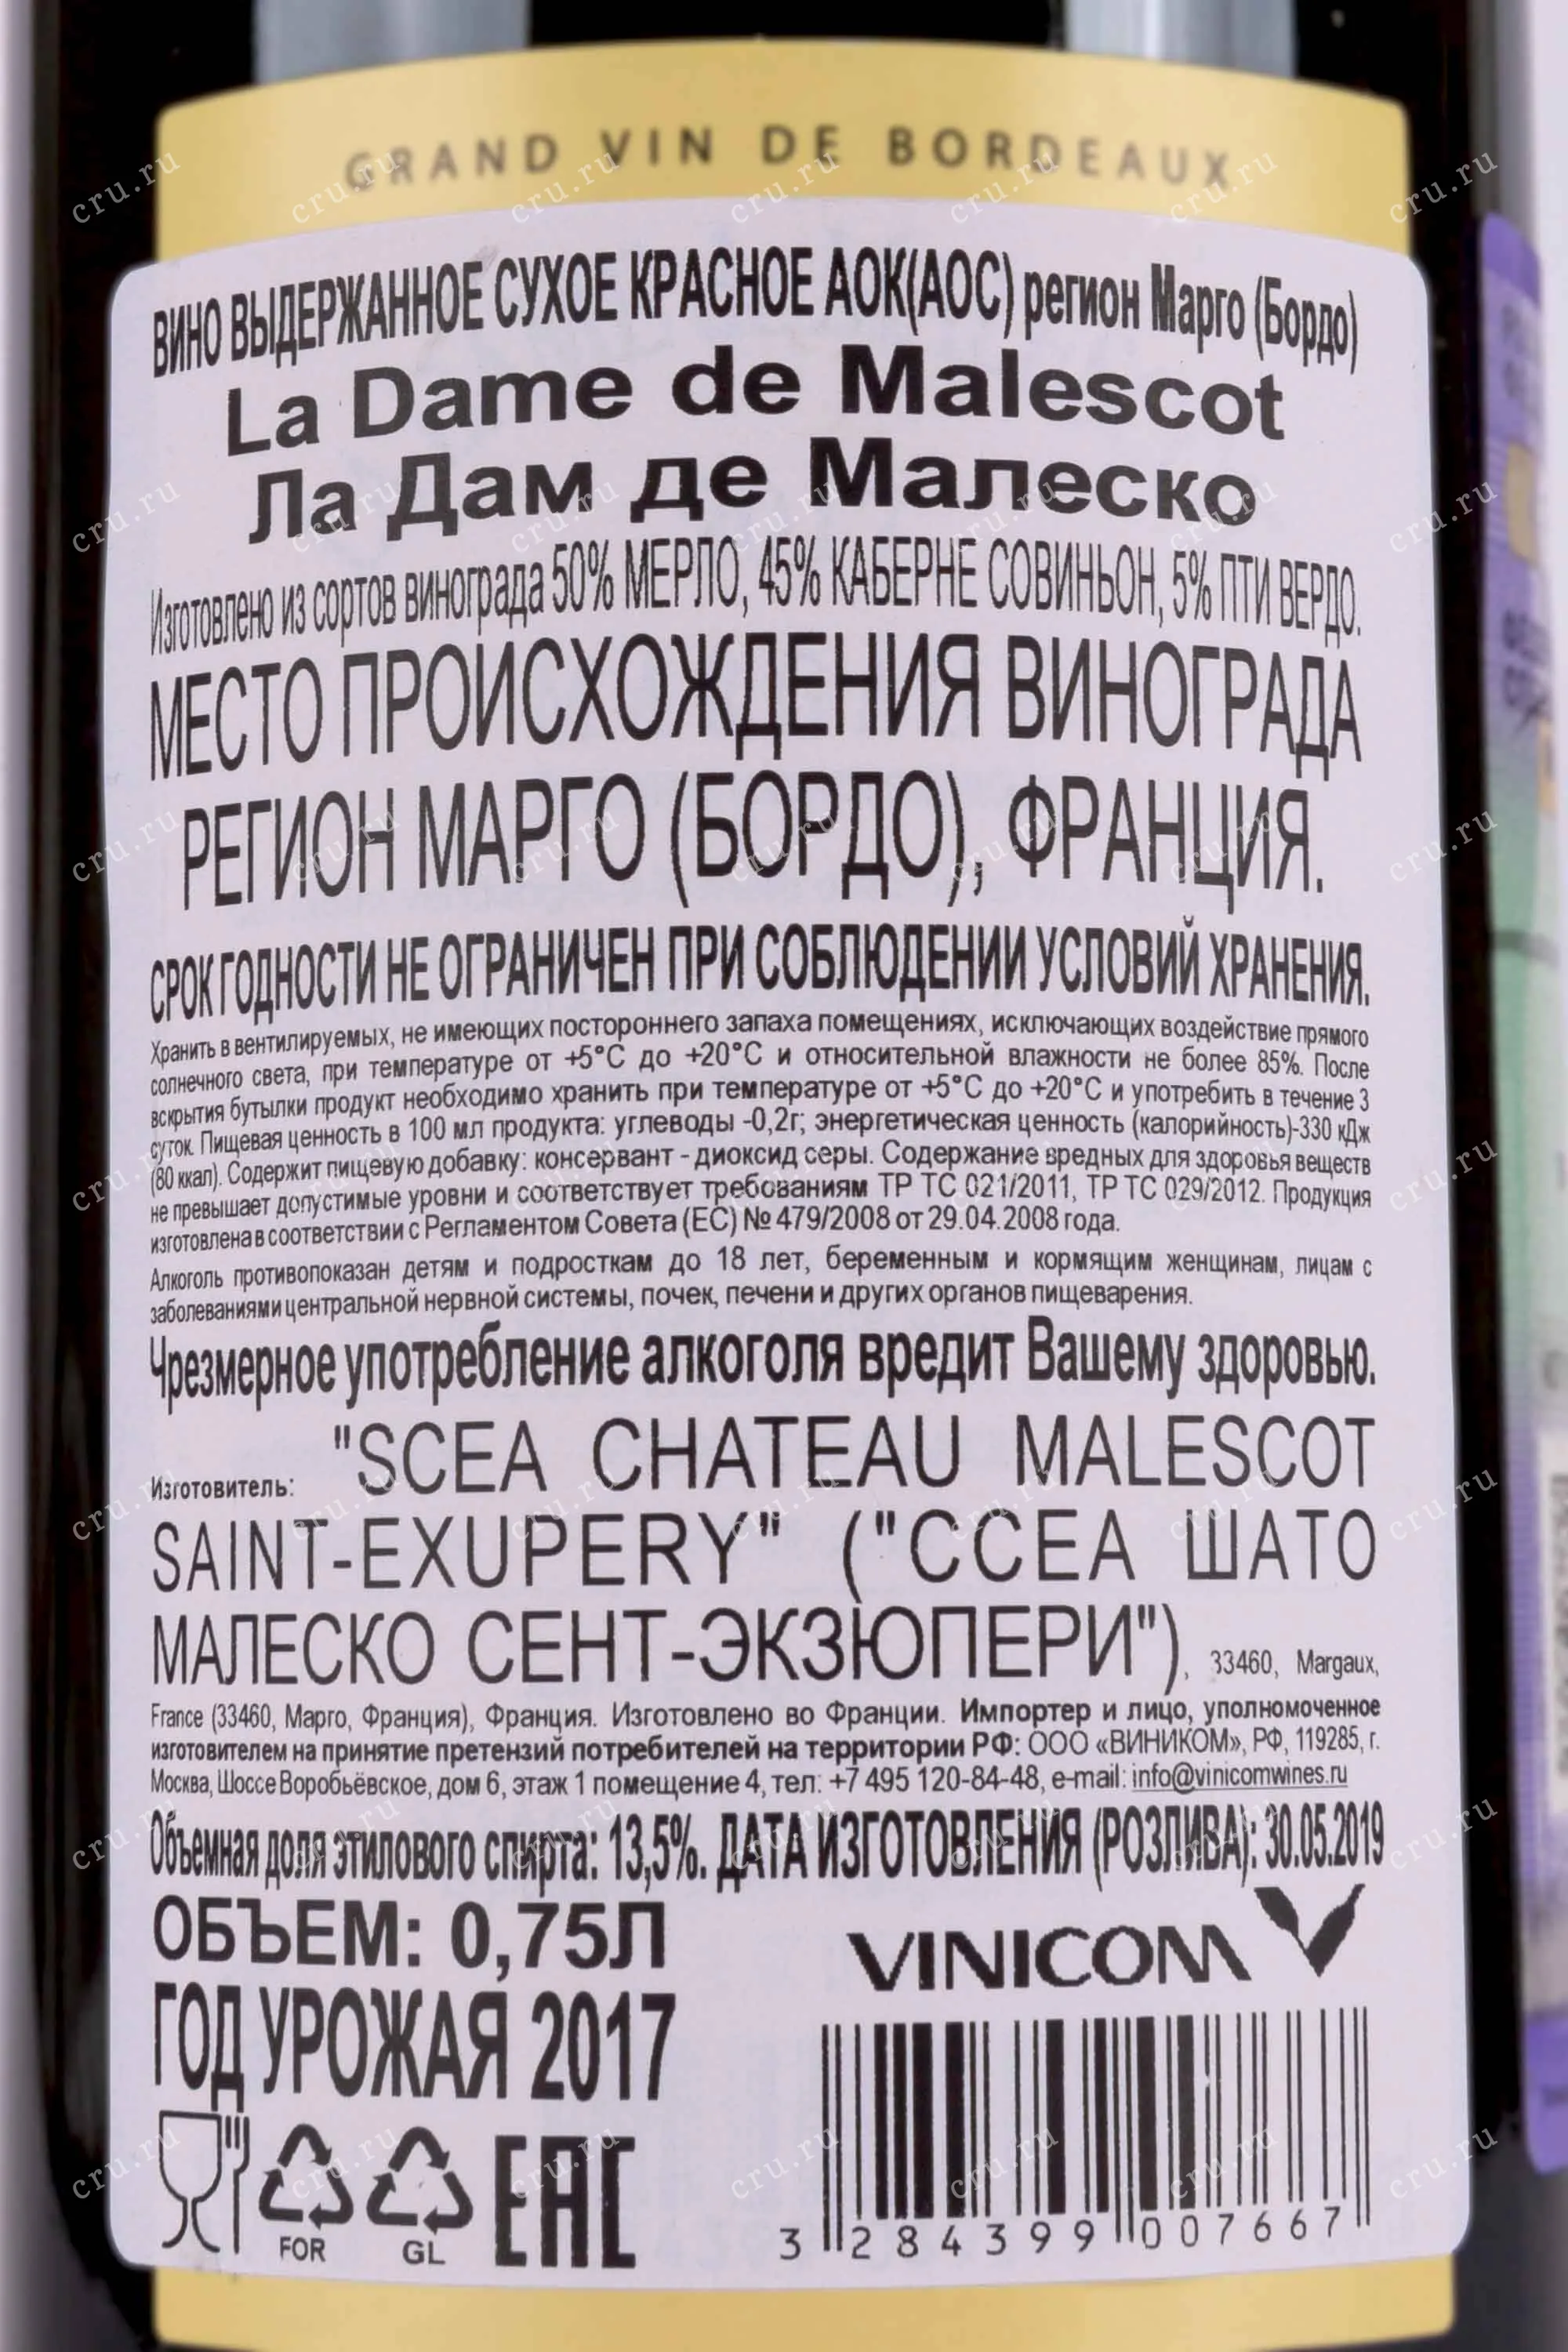 GRAND VIN DE BORDEAUX
ВИНО ВЫДЕРЖАННОЕ СУХОЕ КРАСНОЕ АОК(АОС) регион Марго (Бордо)
La Dame de Malescot
Ла Дам де Малеско
Изготовлено из сортов винограда 50% МЕРЛО, 45% КАБЕРНЕ СОВИНЬОН, 5% ПТИ ВЕРДО.
МЕСТО ПРОИСХОЖДЕНИЯ ВИНОГРАДА
РЕГИОН МАРГО (БОРДО), ФРАНЦИЯ.
СРОК ГОДНОСТИ НЕ ОГРАНИЧЕН ПРИ СОБЛЮДЕНИИ УСЛОВИЙ ХРАНЕНИЯ.
Хранить в вентилируемых, не имеющих постороннего запаха помещениях, исключающих воздействие прямого
солнечного света, при температуре от +5°С до +20°С и относительной влажности не более 85%. После
вскрытия бутылки продукт необходимо хранить при температуре от +5°С до +20°С и употребить в течение 3
суток. Пищевая ценность в 100 мл продукта: углеводы -0,2г; энергетическая ценность (калорийность)-330 кДж
(80 ккал). Содержит пищевую добавку: консервант - диоксид серы. Содержание вредных для здоровья веществ
не превышает допустимые уровни и соответствует требованиям ТР ТС 021/2011, ТР ТС 029/2012. Продукция
изготовлена в соответствии с Регламентом Совета (ЕС) № 479/2008 от 29.04.2008 года.
Алкоголь противопоказан детям и подросткам до 18 лет, беременным и кормящим женщинам, лицам с
заболеваниями центральной нервной системы, почек, печени и других органов пищеварения.
Чрезмерное употребление алкоголя вредит Вашему здоровью.
Изготовитель: "SCEA CHATEAU MALESCOT
SAINT-EXUPERY" ("ССЕА ШАТО
МАЛЕСКО СЕНТ-ЭКЗЮПЕРИ"), 33460, Margaux,
France (33460, Марго, Франция), Франция. Изготовлено во Франции. Импортер и лицо, уполномоченное
изготовителем на принятие претензий потребителей на территории РФ: ООО «ВИНИКОМ», РФ, 119285, г.
Москва, Шоссе Воробьёвское, дом 6, этаж 1 помещение 4, тел: +7 495 120-84-48, e-mail: info@vinicomwines.ru
Объемная доля этилового спирта: 13,5%. ДАТА ИЗГОТОВЛЕНИЯ (РОЗЛИВА): 30.05.2019
ОБЪЕМ: 0,75Л
VINICOM
ГОД УРОЖАЯ 2017
FOR
GL
EAC
3 284399 007667
cru.ru